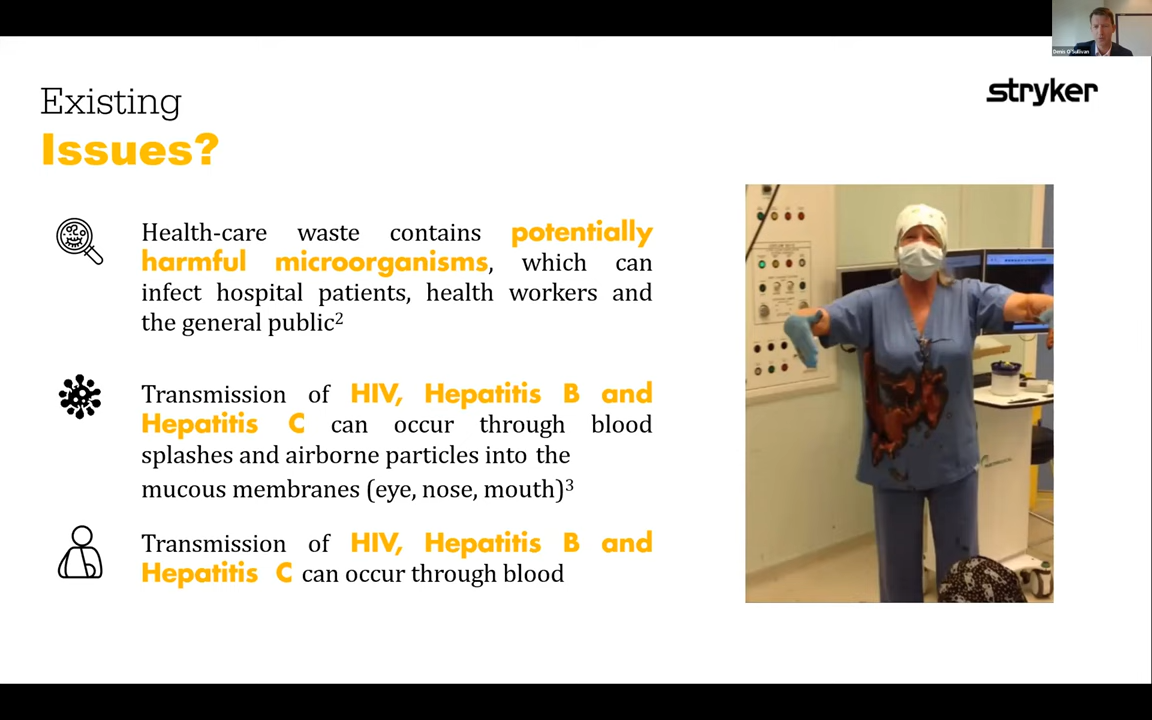 Denis O'Sullivan
stryker
Existing
Issues?
Health-care waste contains potentially
harmful microorganisms, which can
infect hospital patients, health workers and
the general public2
Transmission of HIV, Hepatitis B and
Hepatitis C can occur through blood
splashes and airborne particles into the
mucous membranes (eye, nose, mouth)3
Transmission of HIV, Hepatitis B and
Hepatitis C can occur through blood